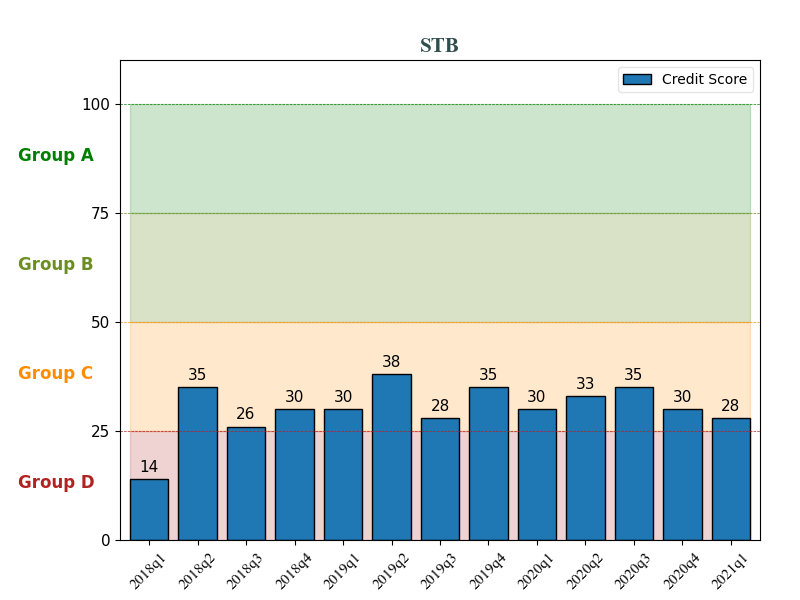 STB
Credit Score
100
Group A
75
Group B
50
Group C
25
Group D
0
14
35
26
30
30
38
28
35
30
33
35
30
28
2018q1
2018q2
2018q3
2018q4
2019q1
2019q2
2019q3
2019q4
2020q1
2020q2
2020q3
2020q4
2021q1